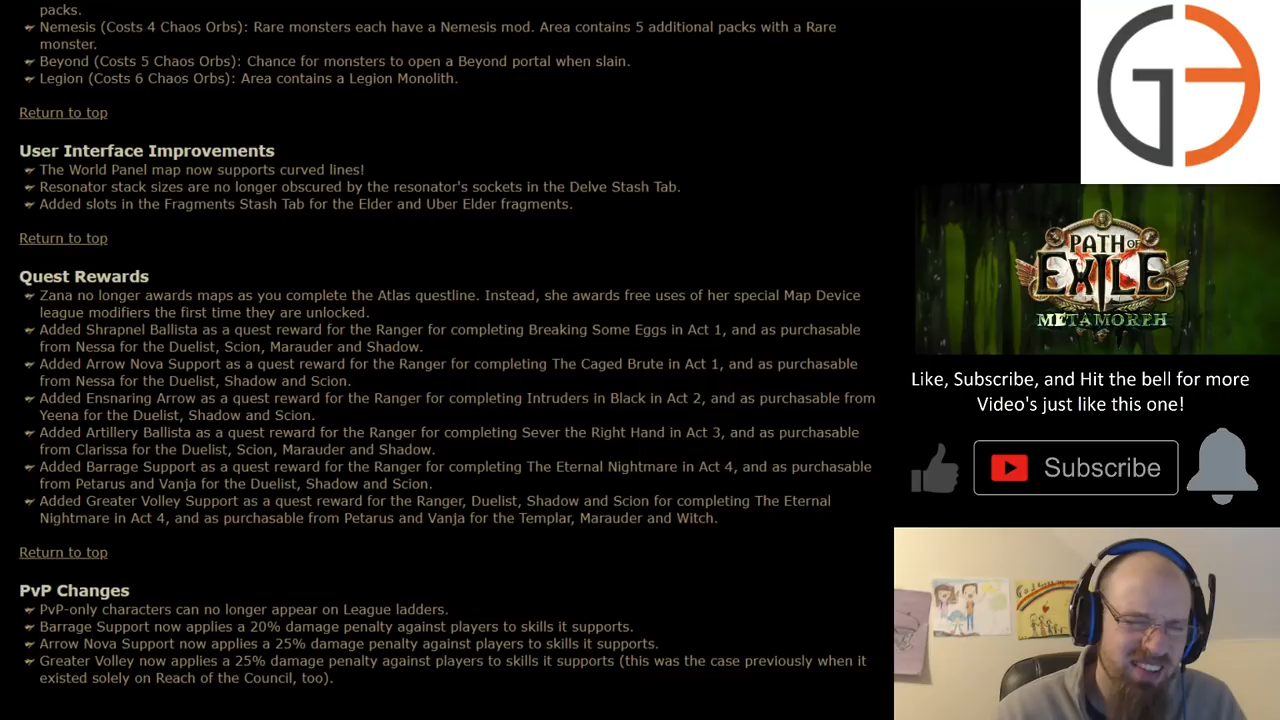 packs.
Nemesis (Costs 4 Chaos Orbs): Rare monsters each have a Nemesis mod. Area contains 5 additional packs with a Rare
monster.
Beyond (Costs 5 Chaos Orbs): Chance for monsters to open a Beyond portal when slain.
Legion (Costs 6 Chaos Orbs): Area contains a Legion Monolith.
Return to top
User Interface Improvements
The World Panel map now supports curved lines!
Resonator stack sizes are no longer obscured by the resonator's sockets in the Delve Stash Tab.
Added slots in the Fragments Stash Tab for the Elder and Uber Elder fragments.
Return to top
Quest Rewards
Zana no longer awards maps as you complete the Atlas questline. Instead, she awards free uses of her special Map Device
league modifiers the first time they are unlocked.
Added Shrapnel Ballista as a quest reward for the Ranger for completing Breaking Some Eggs in Act 1, and as purchasable
from Nessa for the Duelist, Scion, Marauder and Shadow.
Added Arrow Nova Support as a quest reward for the Ranger for completing The Caged Brute in Act 1, and as purchasable
from Nessa for the Duelist, Shadow and Scion.
Added Ensnaring Arrow as a quest reward for the Ranger for completing Intruders in Black in Act 2, and as purchasable from
Yeena for the Duelist, Shadow and Scion.
Added Artillery Ballista as a quest reward for the Ranger for completing Sever the Right Hand in Act 3, and as purchasable
from Clarissa for the Duelist, Scion, Marauder and Shadow.
Added Barrage Support as a quest reward for the Ranger for completing The Eternal Nightmare in Act 4, and as purchasable
from Petarus and Vanja for the Duelist, Shadow and Scion.
Added Greater Volley Support as a quest reward for the Ranger, Duelist, Shadow and Scion for completing The Eternal
Nightmare in Act 4, and as purchasable from Petarus and Vanja for the Templar, Marauder and Witch.
Return to top
PvP Changes
PvP-only characters can no longer appear on League ladders.
Barrage Support now applies a 20% damage penalty against players to skills it supports.
Arrow Nova Support now applies a 25% damage penalty against players to skills it supports.
Greater Volley now applies a 25% damage penalty against players to skills it supports (this was the case previously when it
existed solely on Reach of the Council, too).
PATH OF
EXILE
METAMORPH
Like, Subscribe, and Hit the bell for more
Video's just like this one!
Subscribe